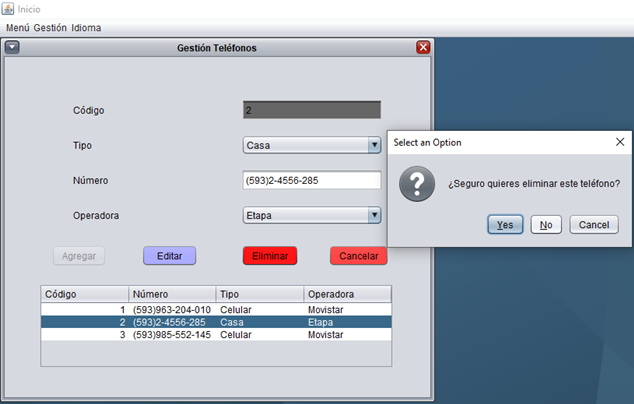 Inicio
Menú Gestión Idioma
Gestión Teléfonos
Código 2
Tipo Casa
Número (593)2-4556-285
Operadora Etapa
Agregar Editar Eliminar Cancelar
Código Número Tipo Operadora
1 (593)963-204-010 Celular Movistar
2 (593)2-4556-285 Casa Etapa
3 (593)985-552-145 Celular Movistar
Select an Option
¿Seguro quieres eliminar este teléfono?
Yes No Cancel